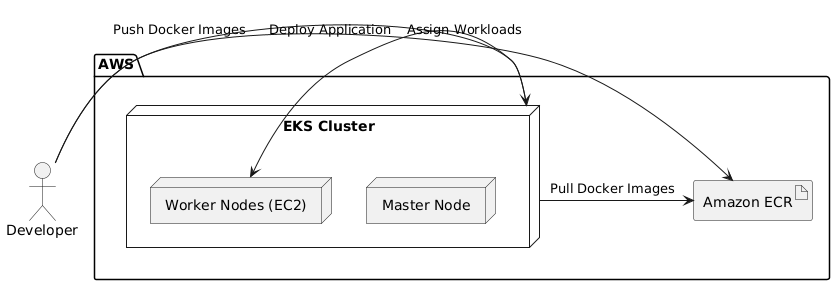 Push Docker Images
Deploy Application
Assign Workloads
AWS
EKS Cluster
Pull Docker Images
Worker Nodes (EC2)
Master Node
Amazon ECR
Developer